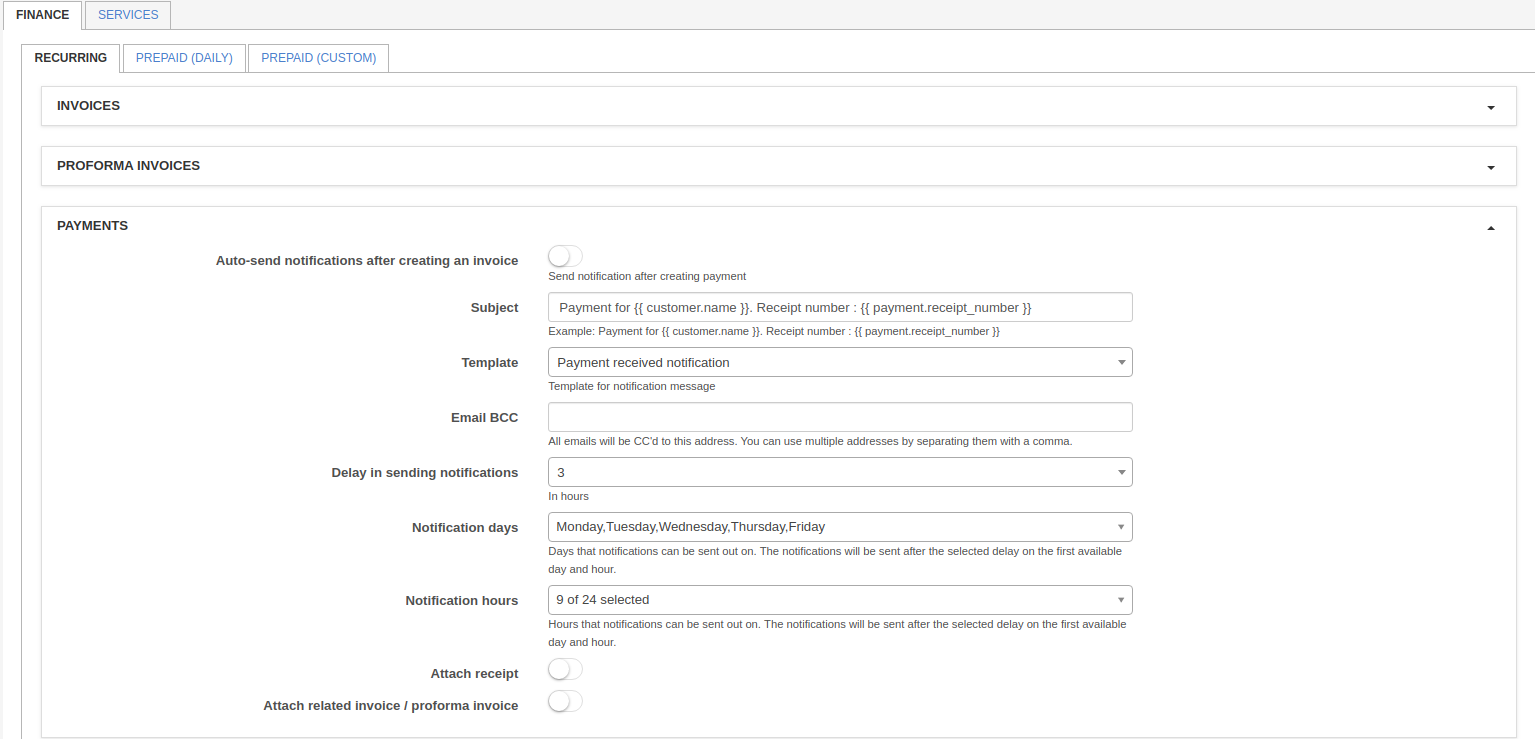 FINANCE SERVICES
RECURRING PREPAID (DAILY) PREPAID (CUSTOM)
INVOICES
PROFORMA INVOICES
PAYMENTS
Auto-send notifications after creating an invoice
Send notification after creating payment
Subject Payment for {{ customer.name }}. Receipt number : {{ payment.receipt_number }}
Example: Payment for {{ customer.name }}. Receipt number : {{ payment.receipt_number }}
Template Payment received notification
Template for notification message
Email BCC
All emails will be CC'd to this address. You can use multiple addresses by separating them with a comma.
Delay in sending notifications 3
In hours
Notification days Monday,Tuesday,Wednesday,Thursday,Friday
Days that notifications can be sent out on. The notifications will be sent after the selected delay on the first available
day and hour.
Notification hours 9 of 24 selected
Hours that notifications can be sent out on. The notifications will be sent after the selected delay on the first available
day and hour.
Attach receipt
Attach related invoice / proforma invoice